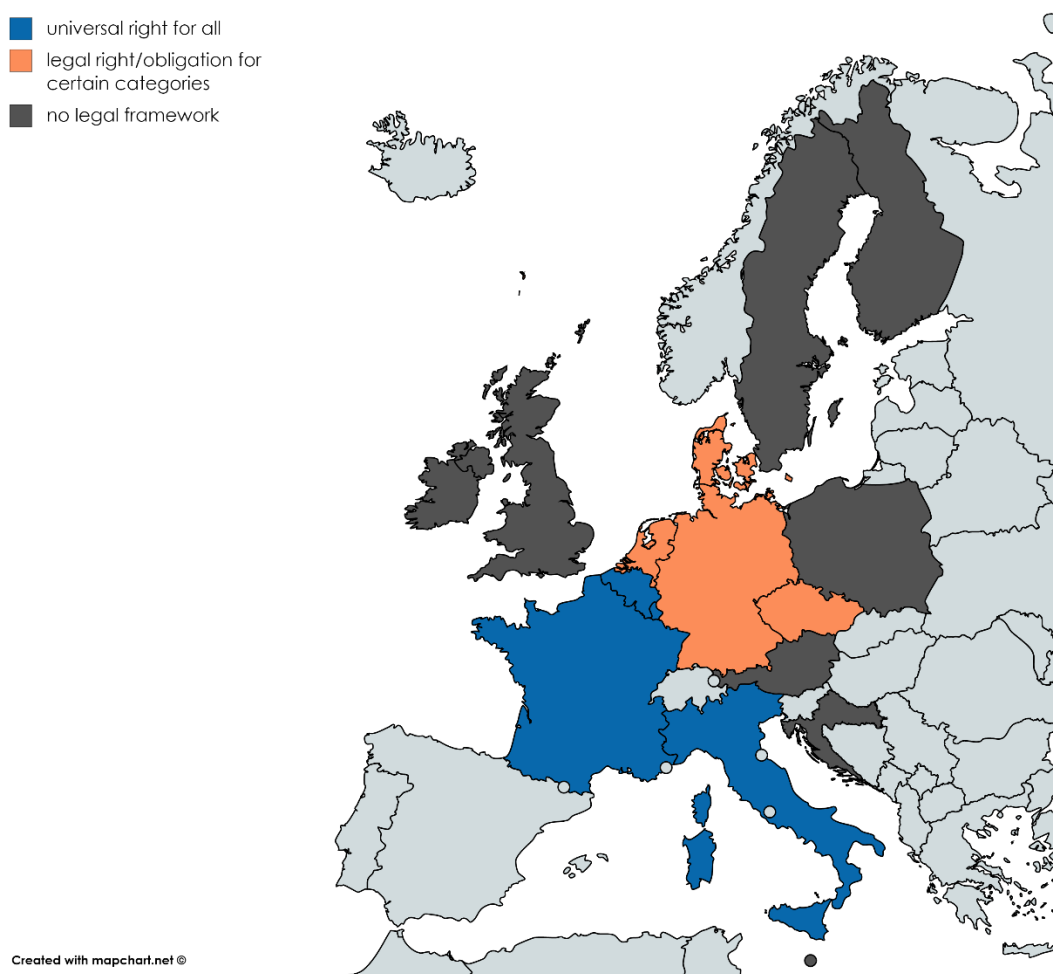 universal right for all
legal right/obligation for
certain categories
no legal framework
Created with mapchart.net ©